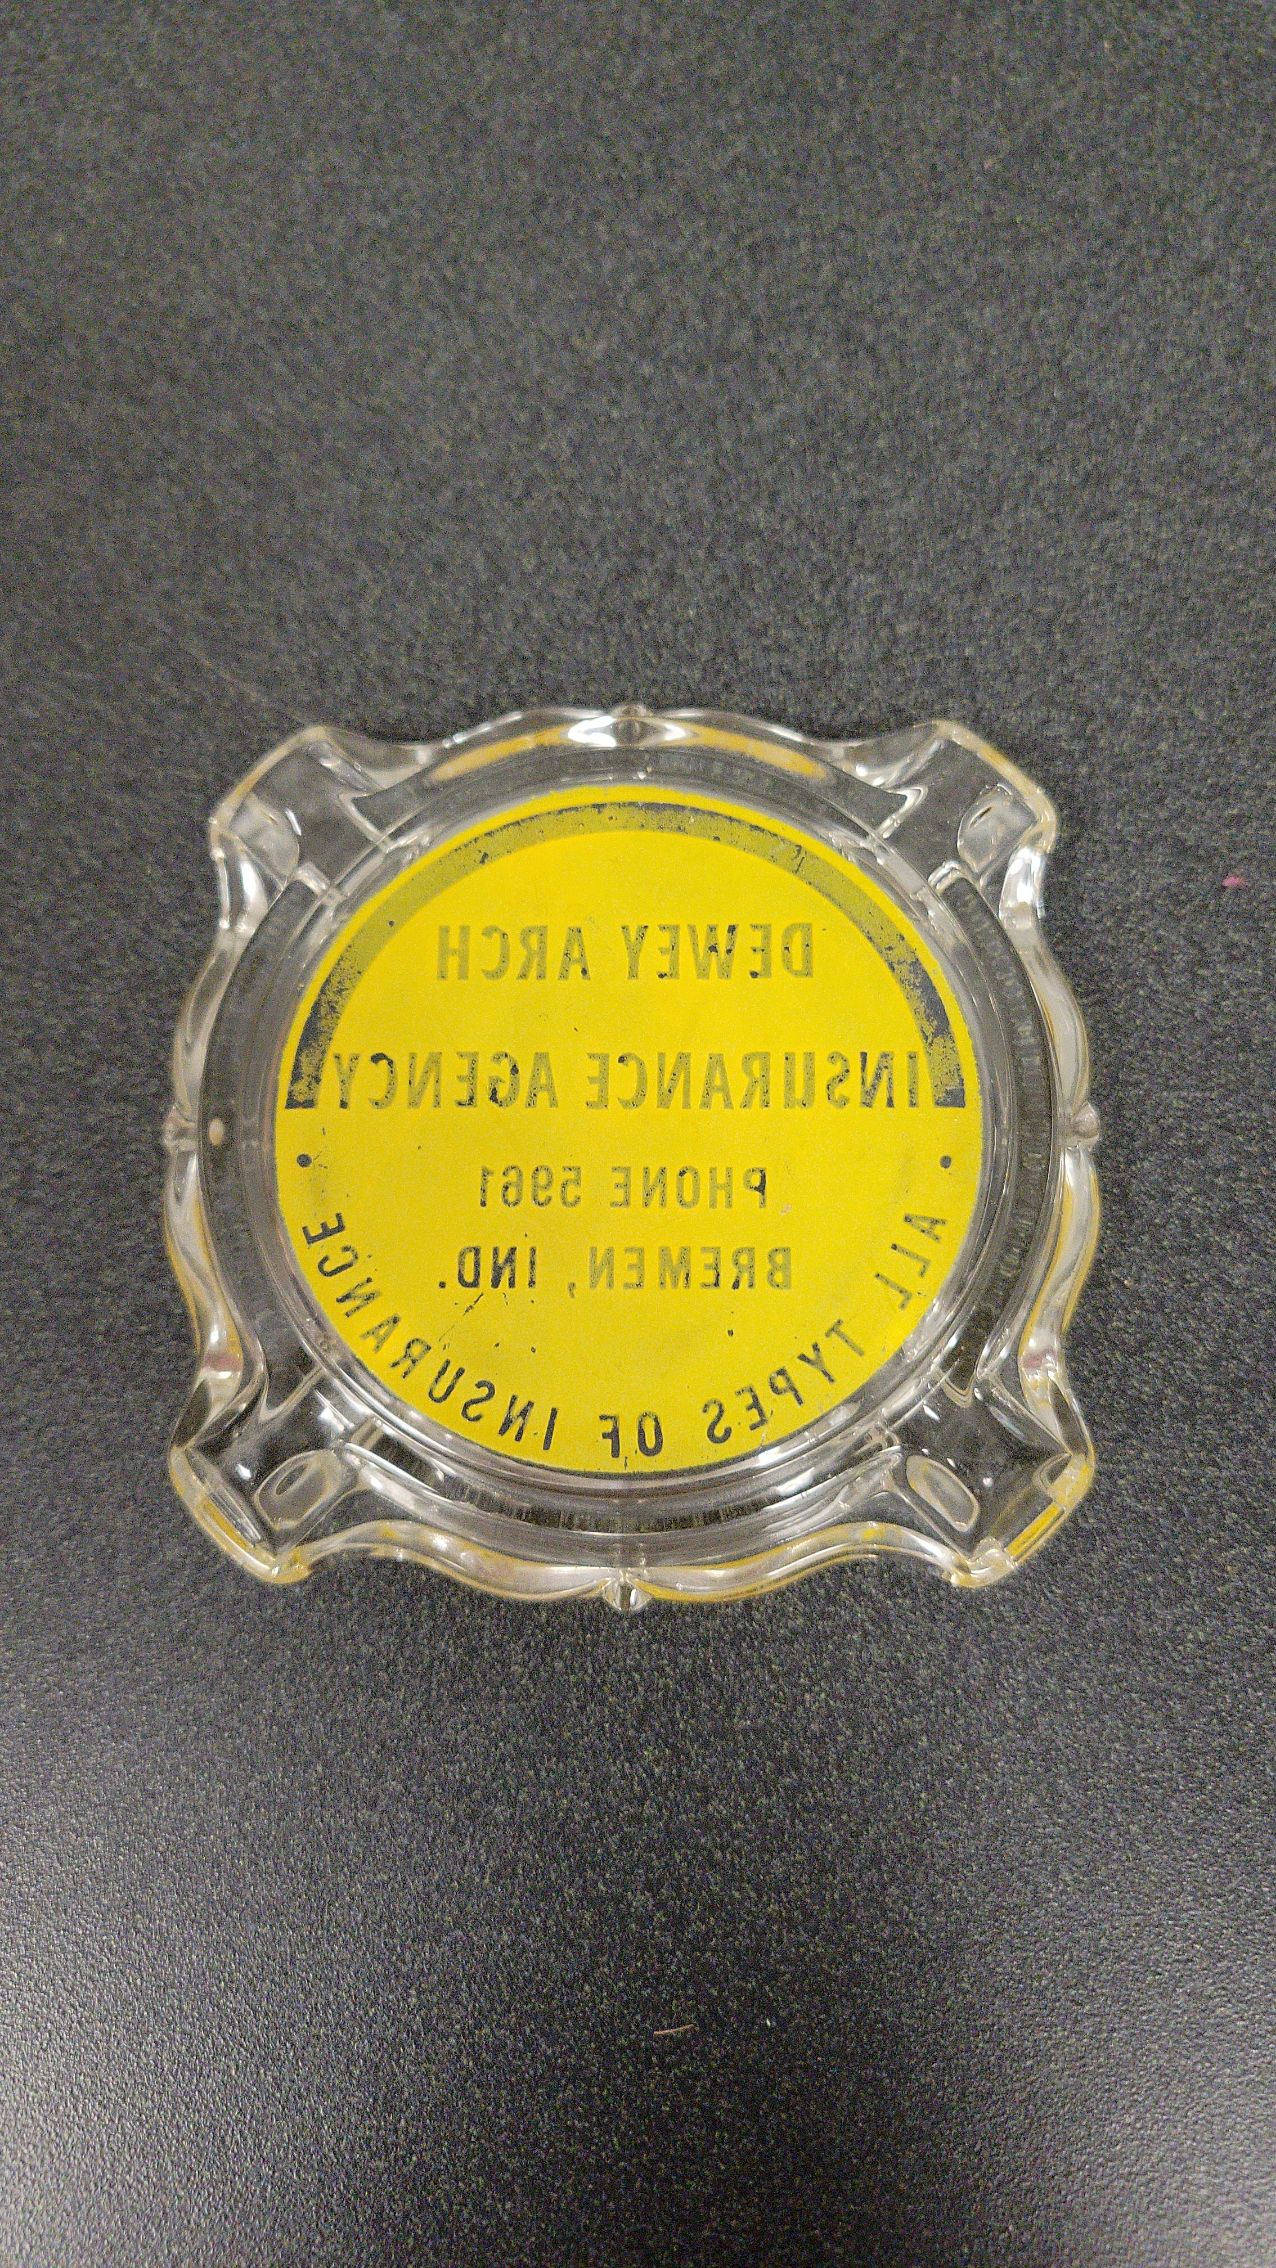 DEWEY ARCH
INSURANCE AGENCY
PHONE 5961
BREMEN, IND.
• ALL TYPES OF INSURANCE •